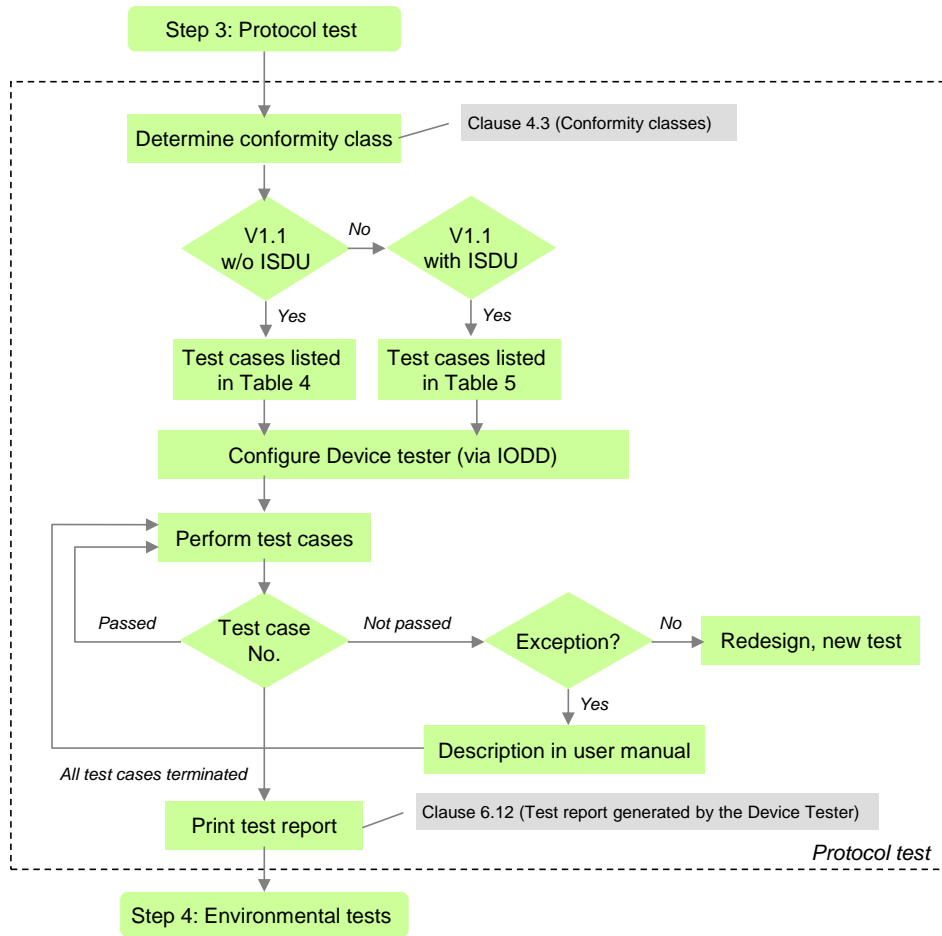 Step 3: Protocol test
Determine conformity class
Clause 4.3 (Conformity classes)
V1.1
w/o ISDU
No
V1.1
with ISDU
Yes
Yes
Test cases listed
in Table 4
Test cases listed
in Table 5
Configure Device tester (via IODD)
Perform test cases
Passed
Test case
No.
Not passed
Exception?
No
Redesign, new test
Yes
Description in user manual
All test cases terminated
Print test report
Clause 6.12 (Test report generated by the Device Tester)
Protocol test
Step 4: Environmental tests